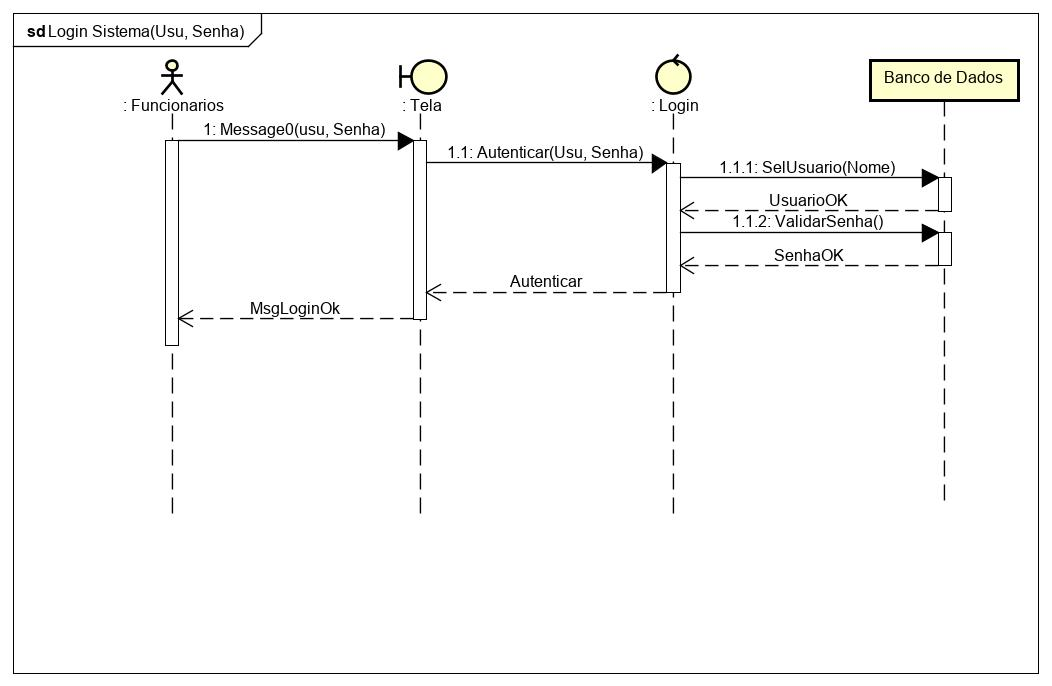 sd Login Sistema(Usu, Senha)
: Funcionarios
: Tela
: Login
Banco de Dados
1: Message0(usu, Senha)
1.1: Autenticar(Usu, Senha)
1.1.1: SelUsuario(Nome)
UsuarioOK
1.1.2: ValidarSenha()
SenhaOK
Autenticar
MsgLoginOk